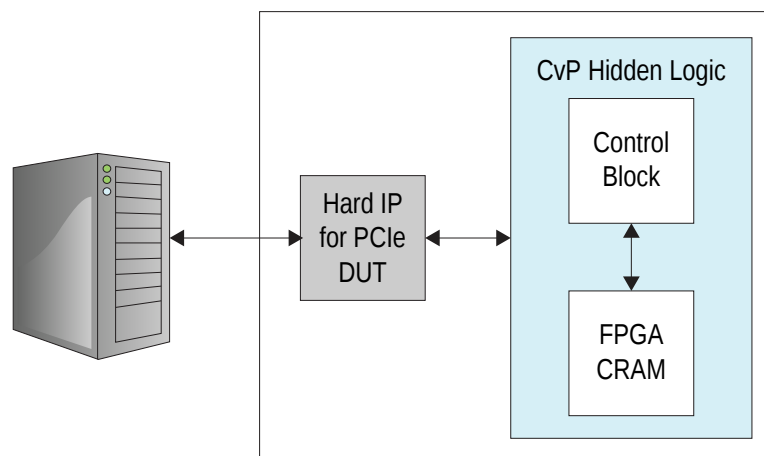 CvP Hidden Logic
Control
Block
Hard IP
for PCIe
DUT
FPGA
CRAM